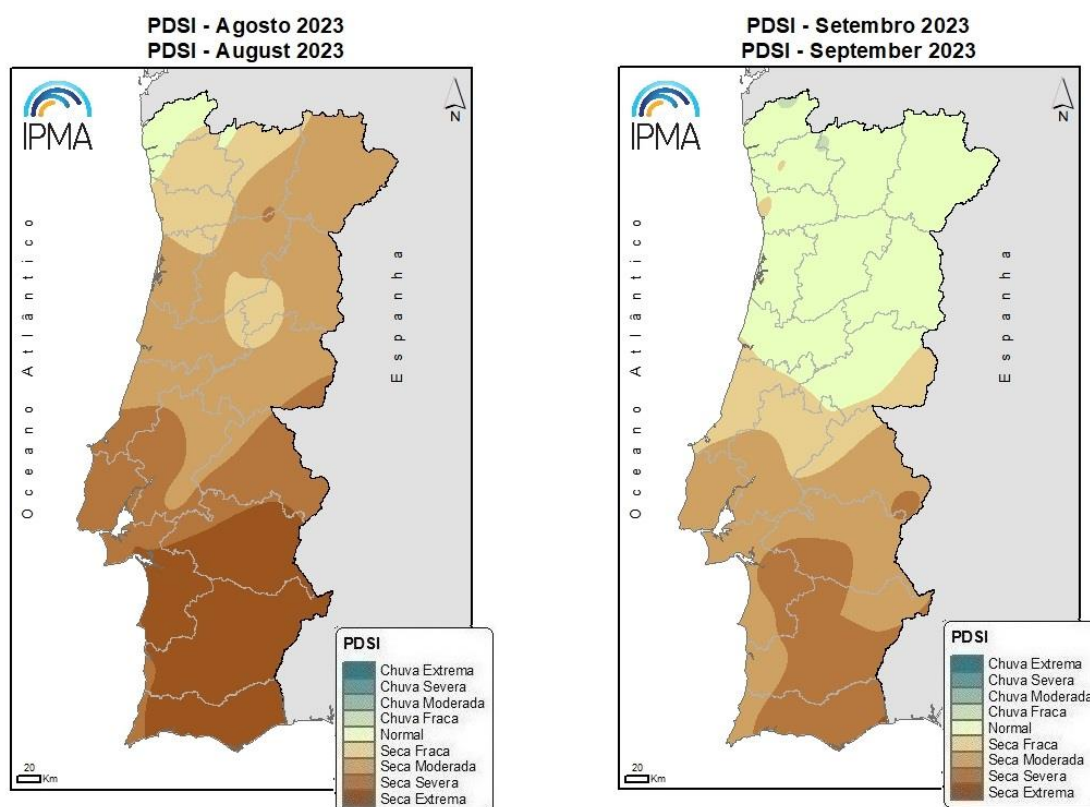 PDSI - Agosto 2023
PDSI - August 2023
IPMA
N
Oceano Atlântico
Espanha
20
Km
PDSI
Chuva Extrema
Chuva Severa
Chuva Moderada
Chuva Fraca
Normal
Seca Fraca
Seca Moderada
Seca Severa
Seca Extrema
PDSI - Setembro 2023
PDSI - September 2023
IPMA
N
Oceano Atlântico
Espanha
20
Km
PDSI
Chuva Extrema
Chuva Severa
Chuva Moderada
Chuva Fraca
Normal
Seca Fraca
Seca Moderada
Seca Severa
Seca Extrema